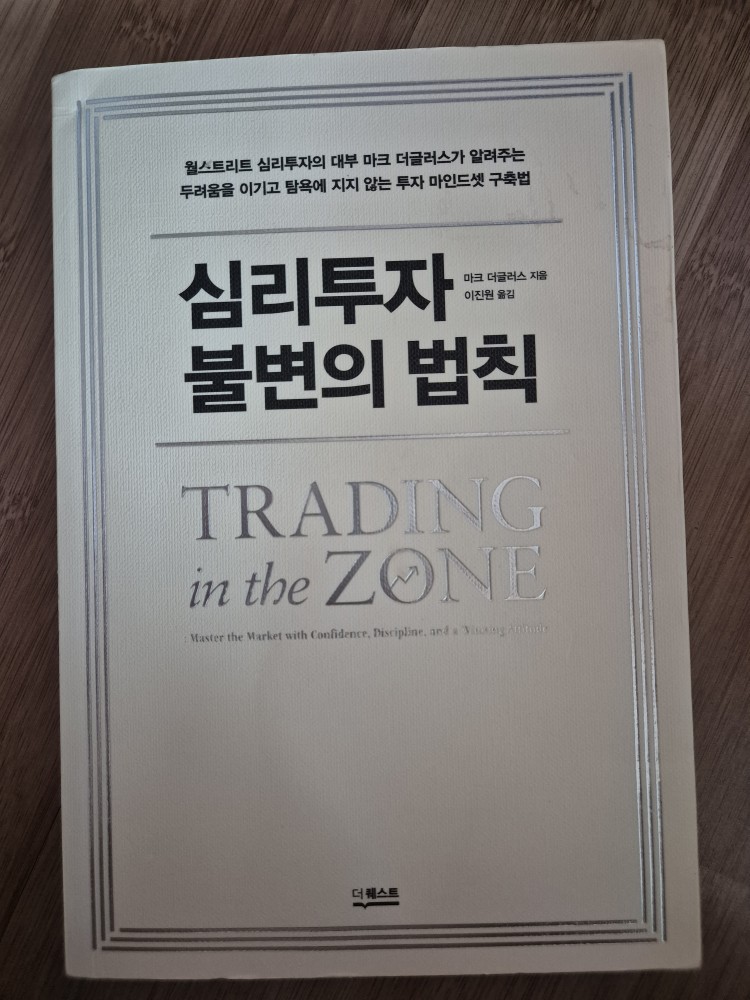 월스트리트 심리투자의 대부 마크 더글러스가 알려주는
두려움을 이기고 탐욕에 지지 않는 투자 마인드셋 구축법
심리투자
마크 더글러스 지음
이진원 옮김
불변의 법칙
TRADING
in the ZONE
: Master the Market with Confidence, Discipline, and a Winning Attitude
더퀘스트